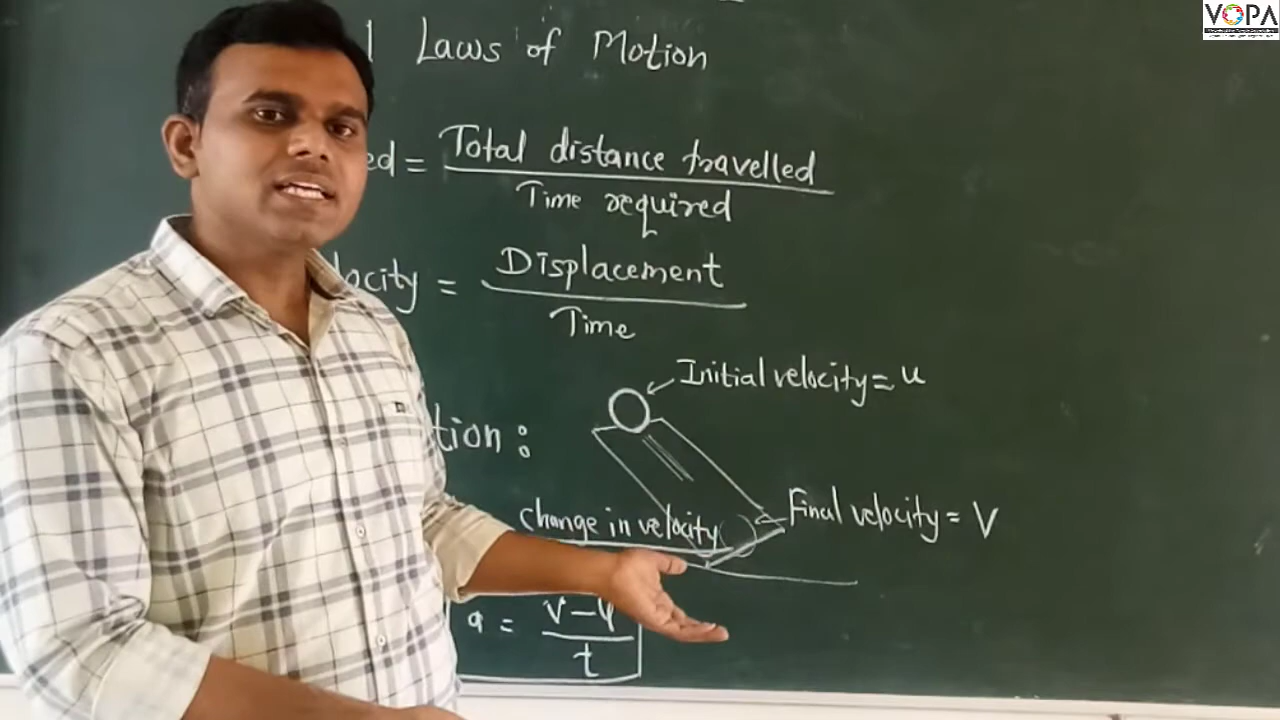 VOPA
1 Laws of Motion
ed = Total distance travelled
Time required
locity = Displacement
Time
Initial velocity = u
tion :
Final velocity = V
change in velocity
a = v - u
t